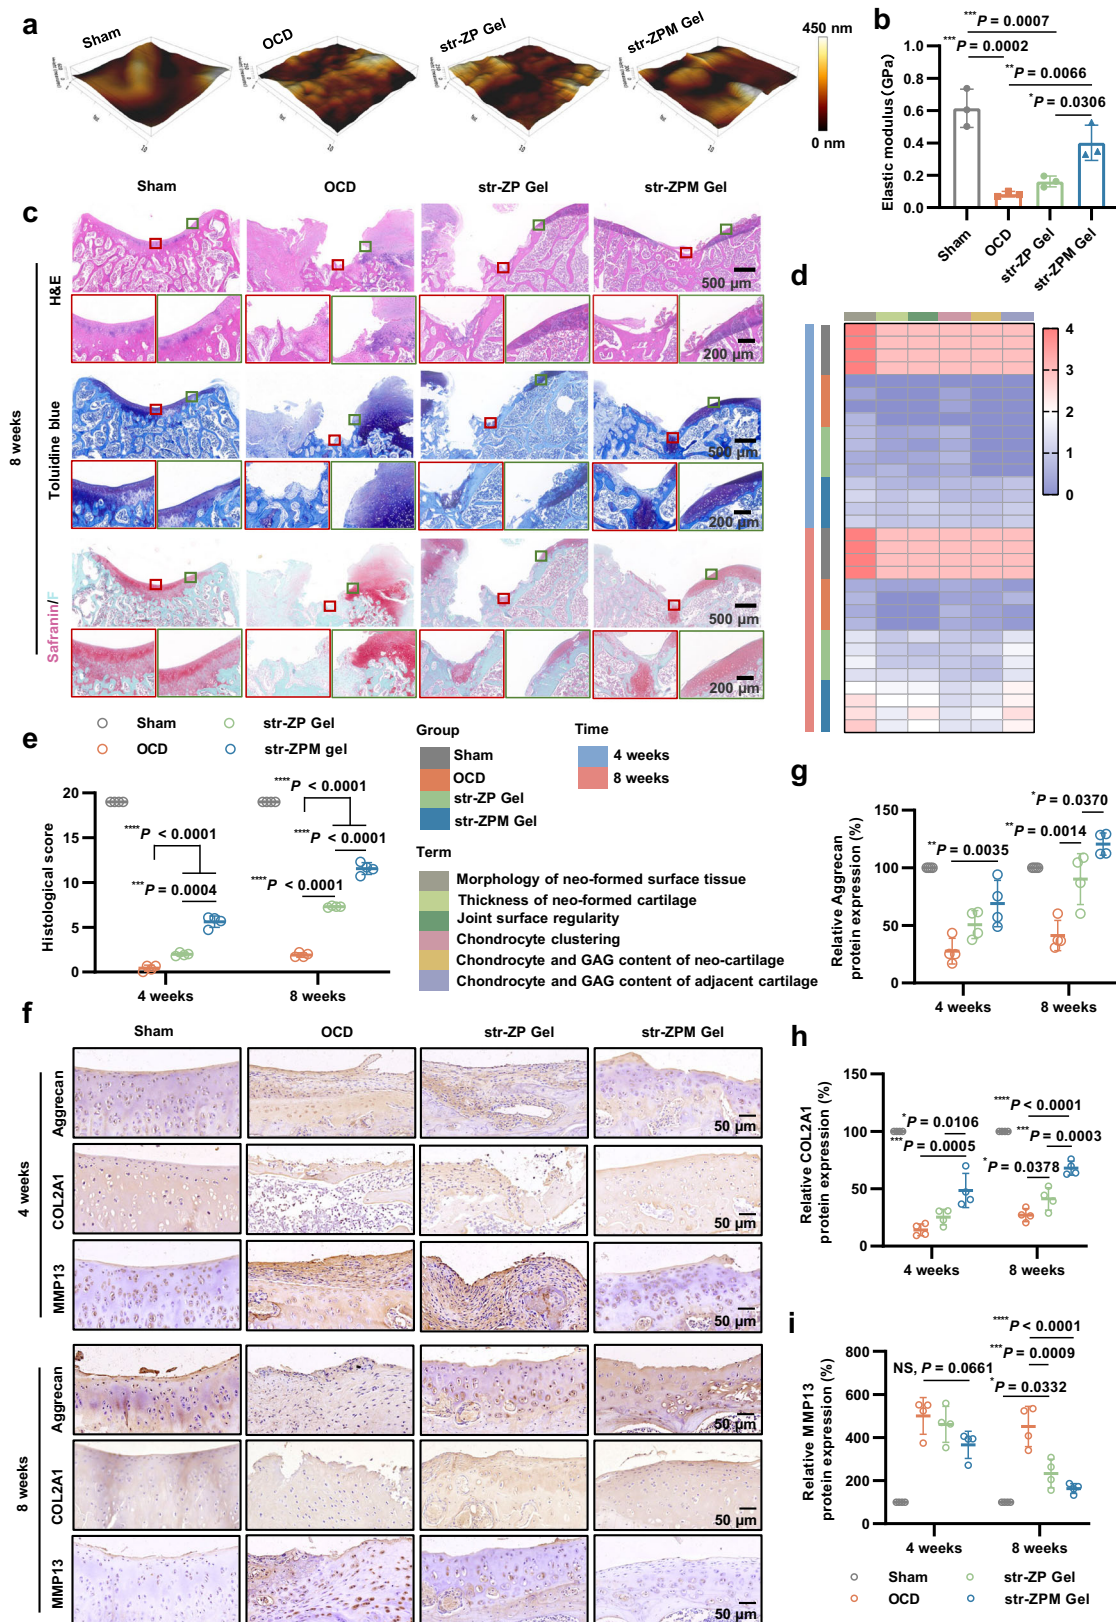 a
Sham
OCD
str-ZP Gel
str-ZPM Gel
450 nm
0 nm
b
***P = 0.0007
***P = 0.0002
**P = 0.0066
*P = 0.0306
Elastic modulus(GPa)
1.0
0.8
0.6
0.4
0.2
0.0
Sham
OCD
str-ZP Gel
str-ZPM Gel
c
Sham
OCD
str-ZP Gel
str-ZPM Gel
8 weeks
H&E
500 µm
200 µm
Toluidine blue
500 µm
200 µm
Safranin/F
500 µm
200 µm
d
4
3
2
1
0
Sham
OCD
str-ZP Gel
str-ZPM gel
Group
Sham
OCD
str-ZP Gel
str-ZPM Gel
Time
4 weeks
8 weeks
Term
Morphology of neo-formed surface tissue
Thickness of neo-formed cartilage
Joint surface regularity
Chondrocyte clustering
Chondrocyte and GAG content of neo-cartilage
Chondrocyte and GAG content of adjacent cartilage
e
Histological score
20
15
10
5
0
****P < 0.0001
***P = 0.0004
****P < 0.0001
****P < 0.0001
****P < 0.0001
4 weeks
8 weeks
f
Sham
OCD
str-ZP Gel
str-ZPM Gel
4 weeks
Aggrecan
50 µm
COL2A1
50 µm
MMP13
50 µm
8 weeks
Aggrecan
50 µm
COL2A1
50 µm
MMP13
50 µm
g
Relative Aggrecan
protein expression (%)
150
100
50
0
**P = 0.0035
*P = 0.0370
**P = 0.0014
4 weeks
8 weeks
h
Relative COL2A1
protein expression (%)
150
100
50
0
*P = 0.0106
***P = 0.0005
****P < 0.0001
***P = 0.0003
*P = 0.0378
4 weeks
8 weeks
i
Relative MMP13
protein expression (%)
800
600
400
200
0
NS, P = 0.0661
****P < 0.0001
***P = 0.0009
*P = 0.0332
4 weeks
8 weeks
Sham
OCD
str-ZP Gel
str-ZPM Gel